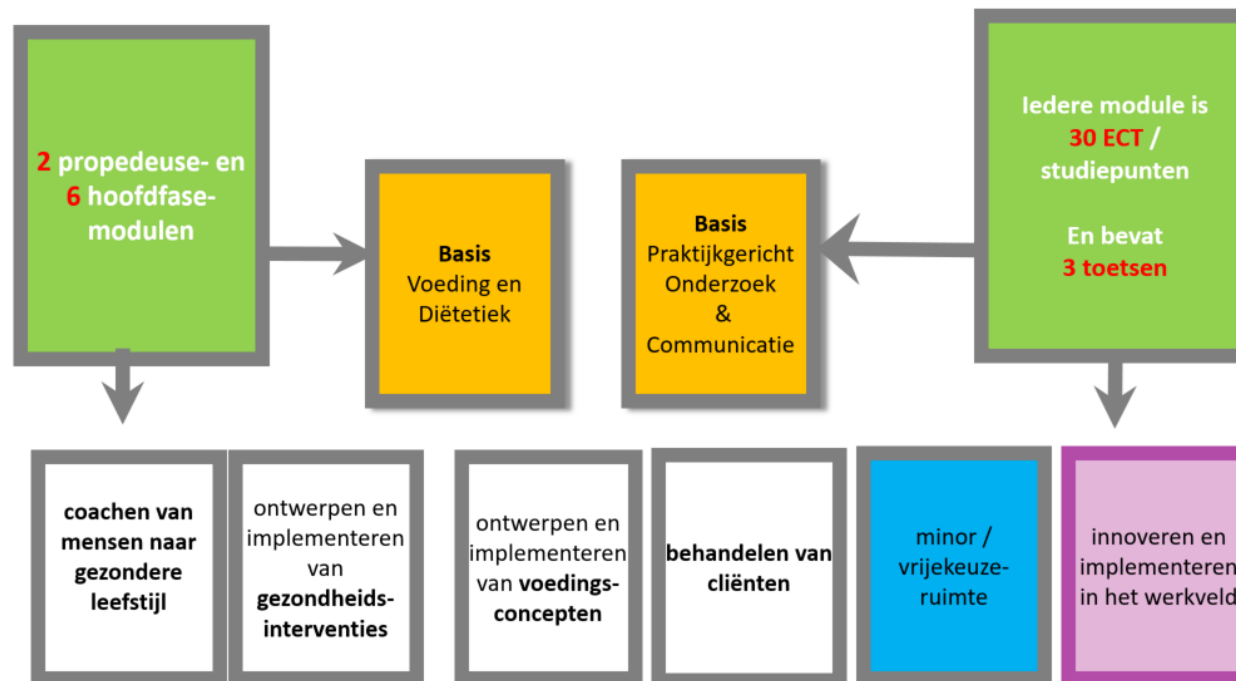 2 propedeuse- en
6 hoofdfase-
modulen
Basis
Voeding en
Diëtetiek
Basis
Praktijkgericht
Onderzoek
&
Communicatie
Iedere module is
30 ECT /
studiepunten
En bevat
3 toetsen
coachen van
mensen naar
gezondere
leefstijl
ontwerpen en
implementeren
van
gezondheids-
interventies
ontwerpen en
implementeren
van voedings-
concepten
behandelen van
cliënten
minor /
vrijekeuze-
ruimte
innoveren en
implementeren
in het werkveld